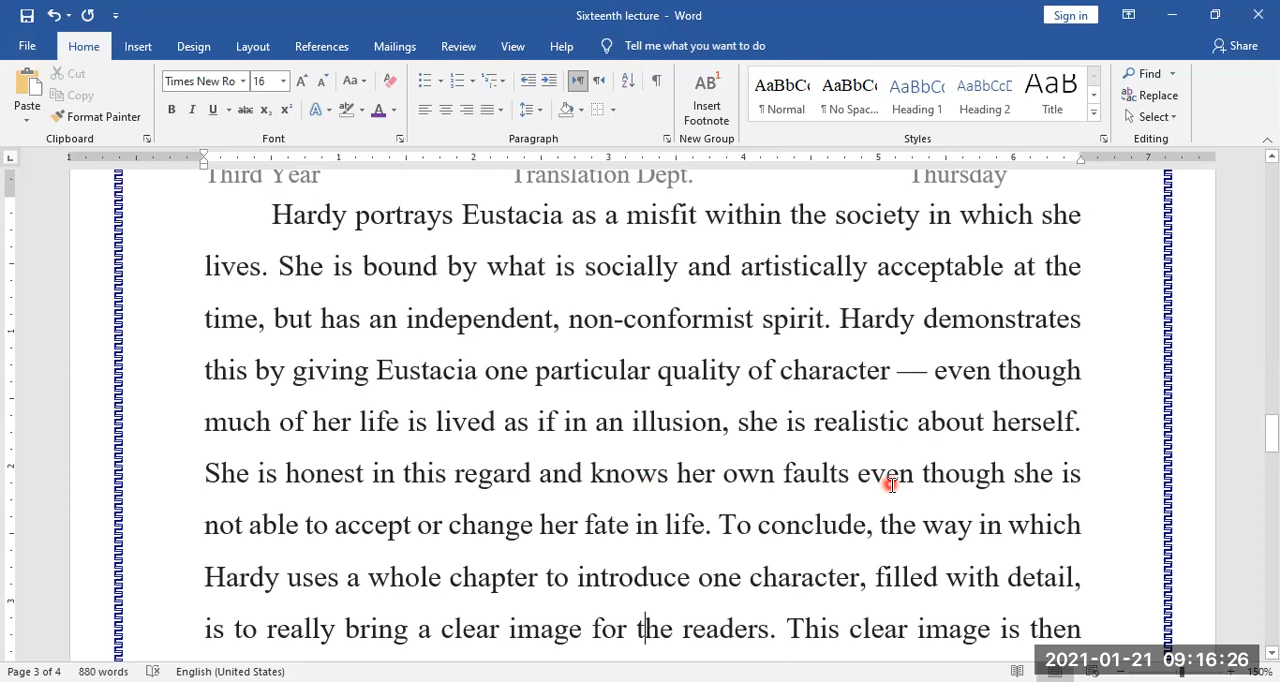 Sixteenth lecture - Word
Sign in
File Home Insert Design Layout References Mailings Review View Help Tell me what you want to do Share
Paste
Cut
Copy
Format Painter
Clipboard
Times New Ro 16
Font
Paragraph
Insert
Footnote
New Group
AaBbCc AaBbCc AaBbCc AaBbCcD AaB
¶ Normal ¶ No Spac... Heading 1 Heading 2 Title
Styles
Find
Replace
Select
Editing
1 1 2 3 4 5 6 7
Third Year Translation Dept. Thursday
Hardy portrays Eustacia as a misfit within the society in which she
lives. She is bound by what is socially and artistically acceptable at the
time, but has an independent, non-conformist spirit. Hardy demonstrates
this by giving Eustacia one particular quality of character — even though
much of her life is lived as if in an illusion, she is realistic about herself.
She is honest in this regard and knows her own faults even though she is
not able to accept or change her fate in life. To conclude, the way in which
Hardy uses a whole chapter to introduce one character, filled with detail,
is to really bring a clear image for the readers. This clear image is then
Page 3 of 4 880 words English (United States) 150%
2021-01-21 09:16:26